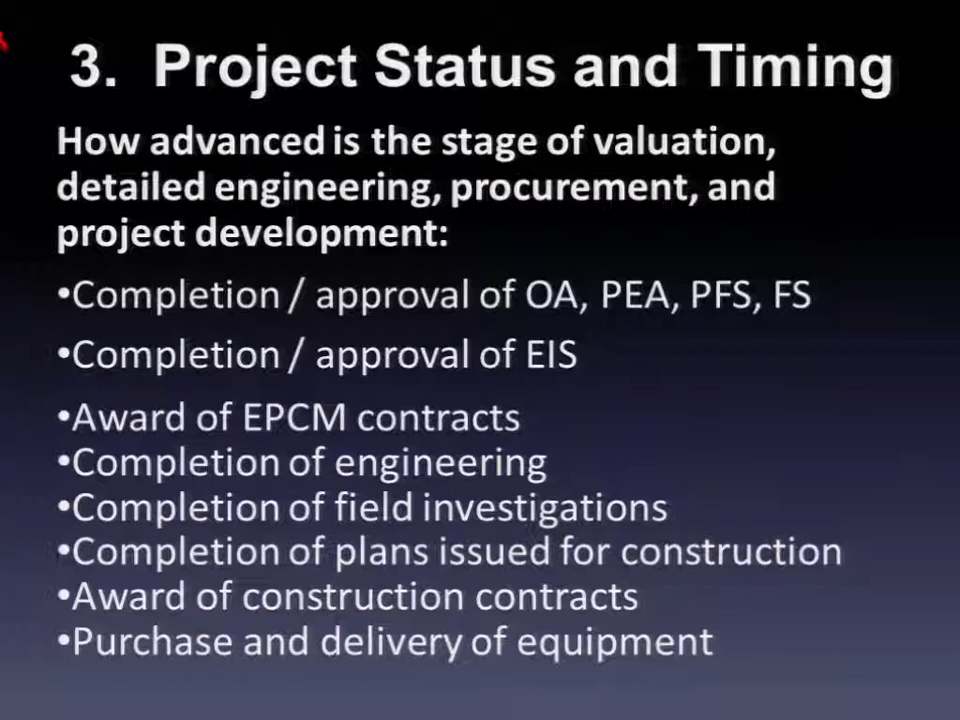 3. Project Status and Timing
How advanced is the stage of valuation,
detailed engineering, procurement, and
project development:
•Completion / approval of OA, PEA, PFS, FS
•Completion / approval of EIS
•Award of EPCM contracts
•Completion of engineering
•Completion of field investigations
•Completion of plans issued for construction
•Award of construction contracts
•Purchase and delivery of equipment